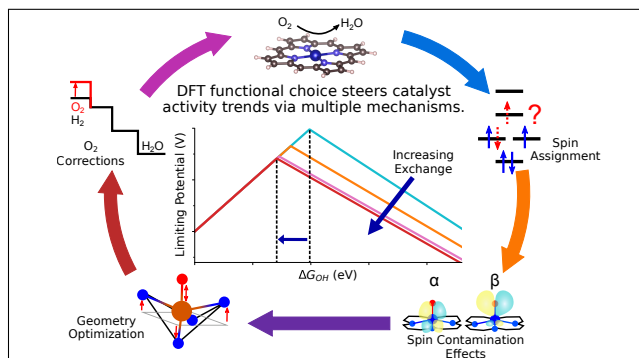 O₂
H₂O
DFT functional choice steers catalyst
activity trends via multiple mechanisms.
O₂
H₂
H₂O
O₂
Corrections
?
Spin
Assignment
Limiting Potential (V)
Increasing
Exchange
ΔG_OH (eV)
α
β
Spin Contamination
Effects
Geometry
Optimization